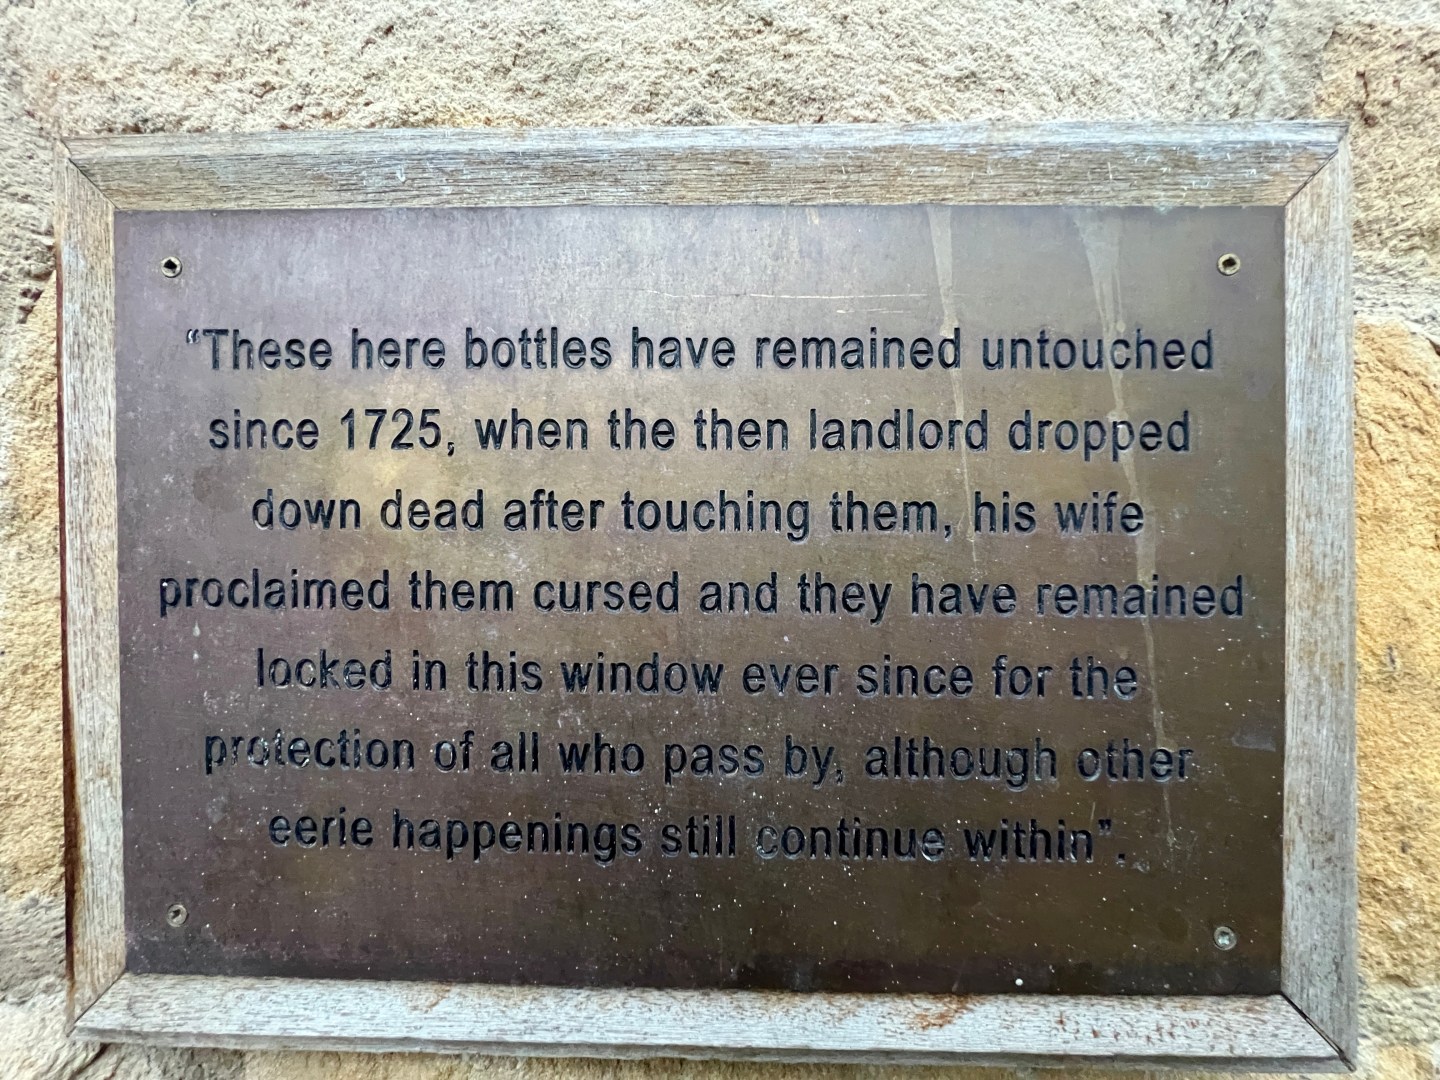 “These here bottles have remained untouched
since 1725, when the then landlord dropped
down dead after touching them, his wife
proclaimed them cursed and they have remained
locked in this window ever since for the
protection of all who pass by, although other
eerie happenings still continue within”.